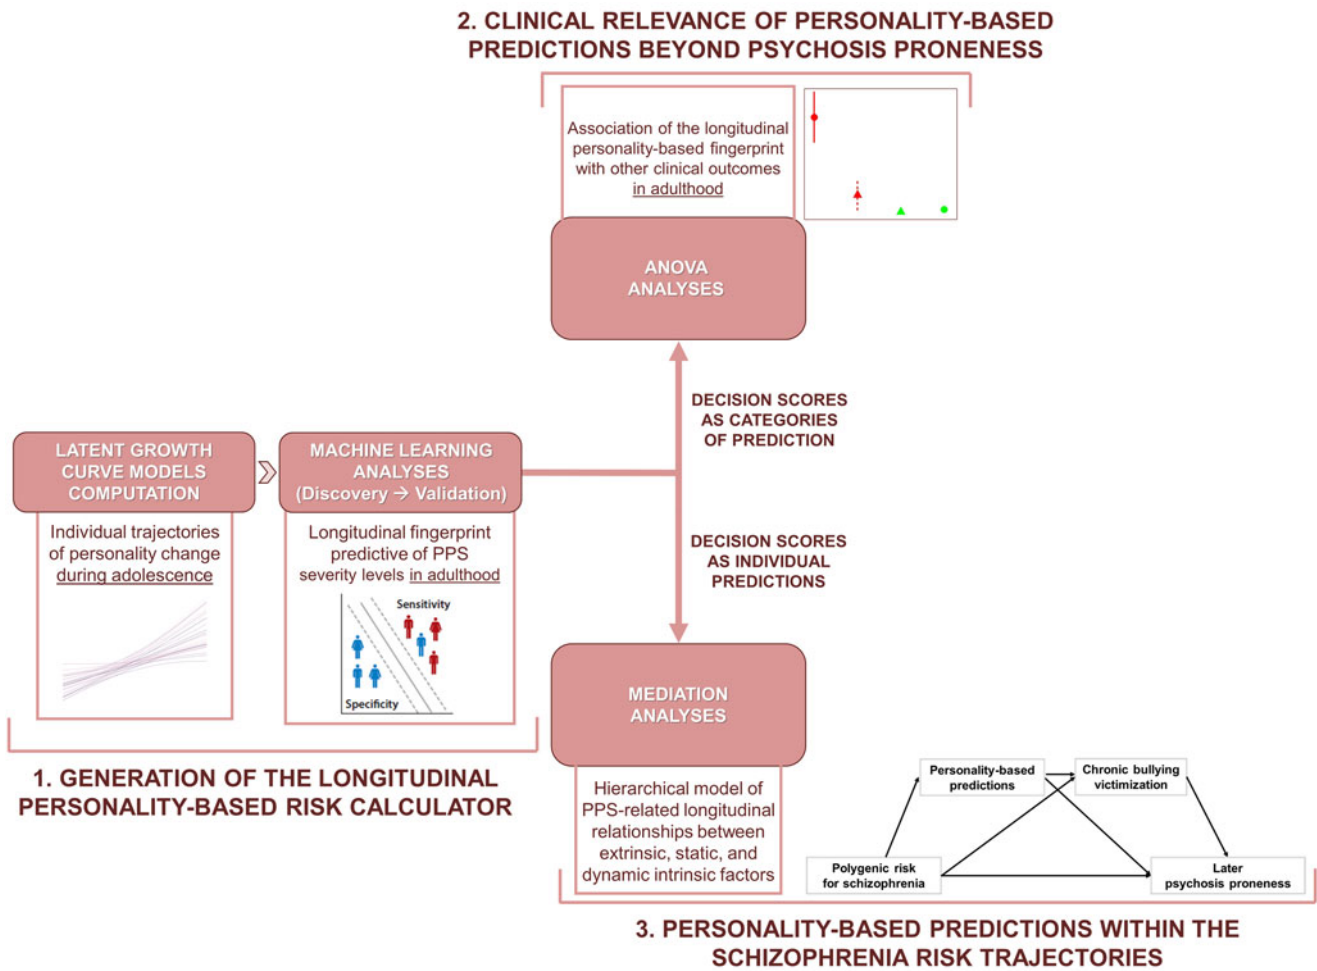 2. CLINICAL RELEVANCE OF PERSONALITY-BASED
PREDICTIONS BEYOND PSYCHOSIS PRONENESS
Association of the longitudinal
personality-based fingerprint
with other clinical outcomes
in adulthood
ANOVA
ANALYSES
DECISION SCORES
AS CATEGORIES
OF PREDICTION
LATENT GROWTH
CURVE MODELS
COMPUTATION
MACHINE LEARNING
ANALYSES
(Discovery → Validation)
Individual trajectories
of personality change
during adolescence
Longitudinal fingerprint
predictive of PPS
severity levels in adulthood
Sensitivity
Specificity
DECISION SCORES
AS INDIVIDUAL
PREDICTIONS
1. GENERATION OF THE LONGITUDINAL
PERSONALITY-BASED RISK CALCULATOR
MEDIATION
ANALYSES
Hierarchical model of
PPS-related longitudinal
relationships between
extrinsic, static, and
dynamic intrinsic factors
Personality-based
predictions
Chronic bullying
victimization
Polygenic risk
for schizophrenia
Later
psychosis proneness
3. PERSONALITY-BASED PREDICTIONS WITHIN THE
SCHIZOPHRENIA RISK TRAJECTORIES